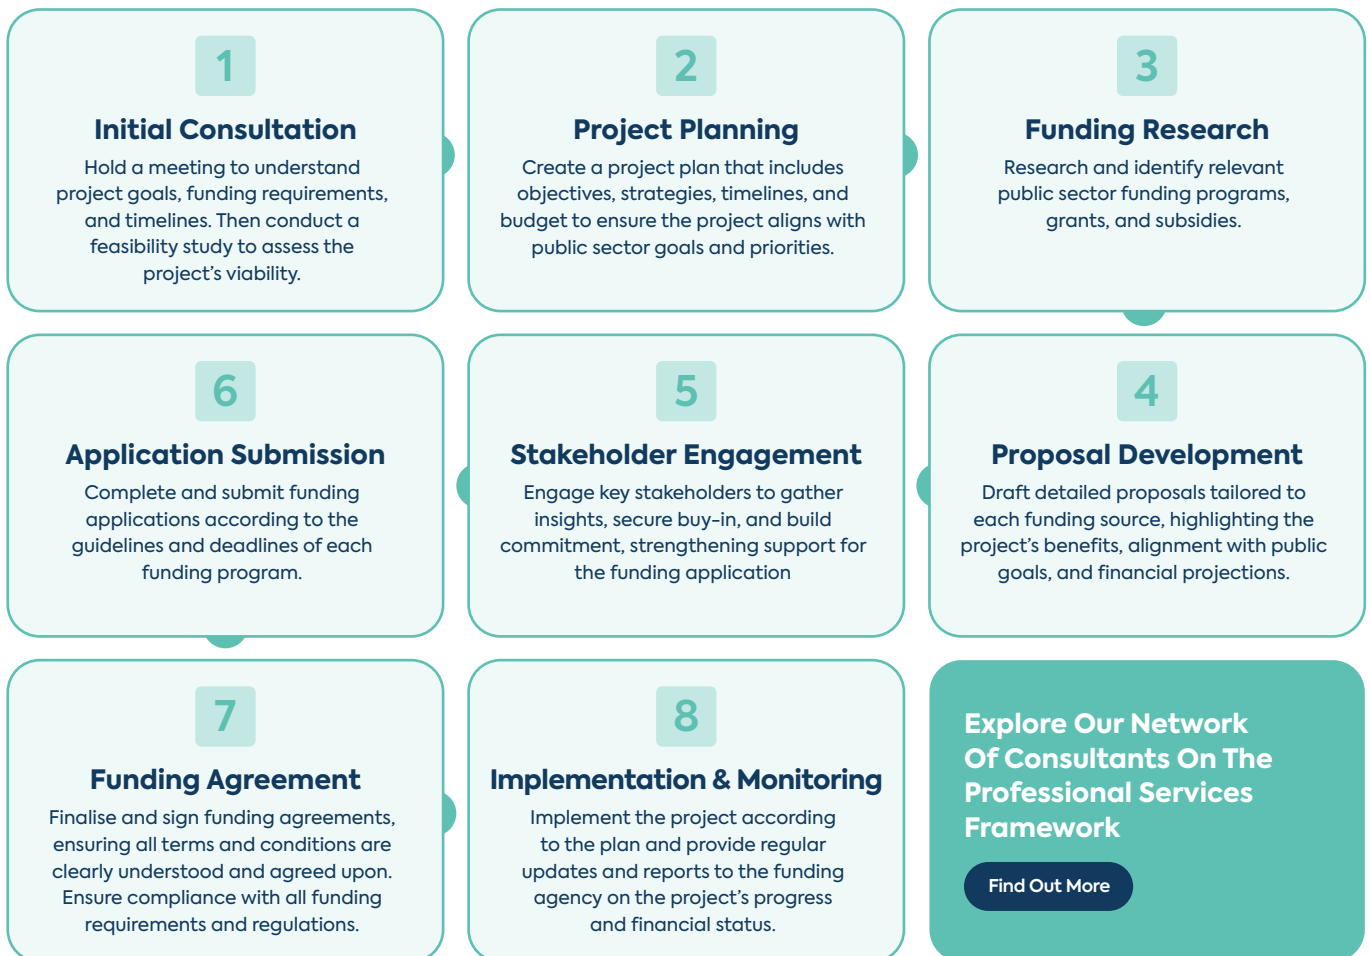 1
Initial Consultation
Hold a meeting to understand
project goals, funding requirements,
and timelines. Then conduct a
feasibility study to assess the
project's viability.
2
Project Planning
Create a project plan that includes
objectives, strategies, timelines, and
budget to ensure the project aligns with
public sector goals and priorities.
3
Funding Research
Research and identify relevant
public sector funding programs,
grants, and subsidies.
4
Proposal Development
Draft detailed proposals tailored to
each funding source, highlighting the
project's benefits, alignment with public
goals, and financial projections.
5
Stakeholder Engagement
Engage key stakeholders to gather
insights, secure buy-in, and build
commitment, strengthening support for
the funding application
6
Application Submission
Complete and submit funding
applications according to the
guidelines and deadlines of each
funding program.
7
Funding Agreement
Finalise and sign funding agreements,
ensuring all terms and conditions are
clearly understood and agreed upon.
Ensure compliance with all funding
requirements and regulations.
8
Implementation & Monitoring
Implement the project according
to the plan and provide regular
updates and reports to the funding
agency on the project's progress
and financial status.
Explore Our Network
Of Consultants On The
Professional Services
Framework
Find Out More